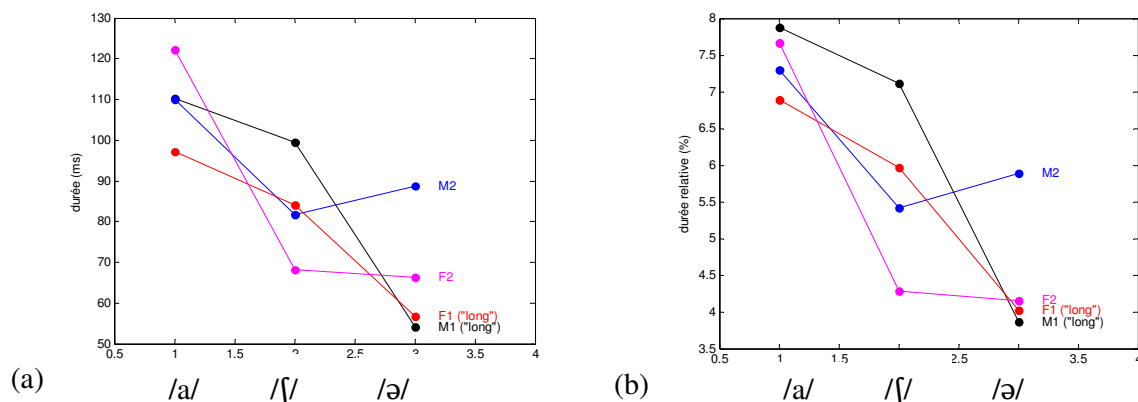 130
120
110
100
90
80
70
60
50
durée (ms)
M2
F2
F1 ("long")
M1 ("long")
0.5 1 1.5 2 2.5 3 3.5 4
(a) /a/ /ʃ/ /ə/
8
7.5
7
6.5
6
5.5
5
4.5
4
3.5
durée relative (%)
M2
F2
F1 ("long")
M1 ("long")
0.5 1 1.5 2 2.5 3 3.5 4
(b) /a/ /ʃ/ /ə/